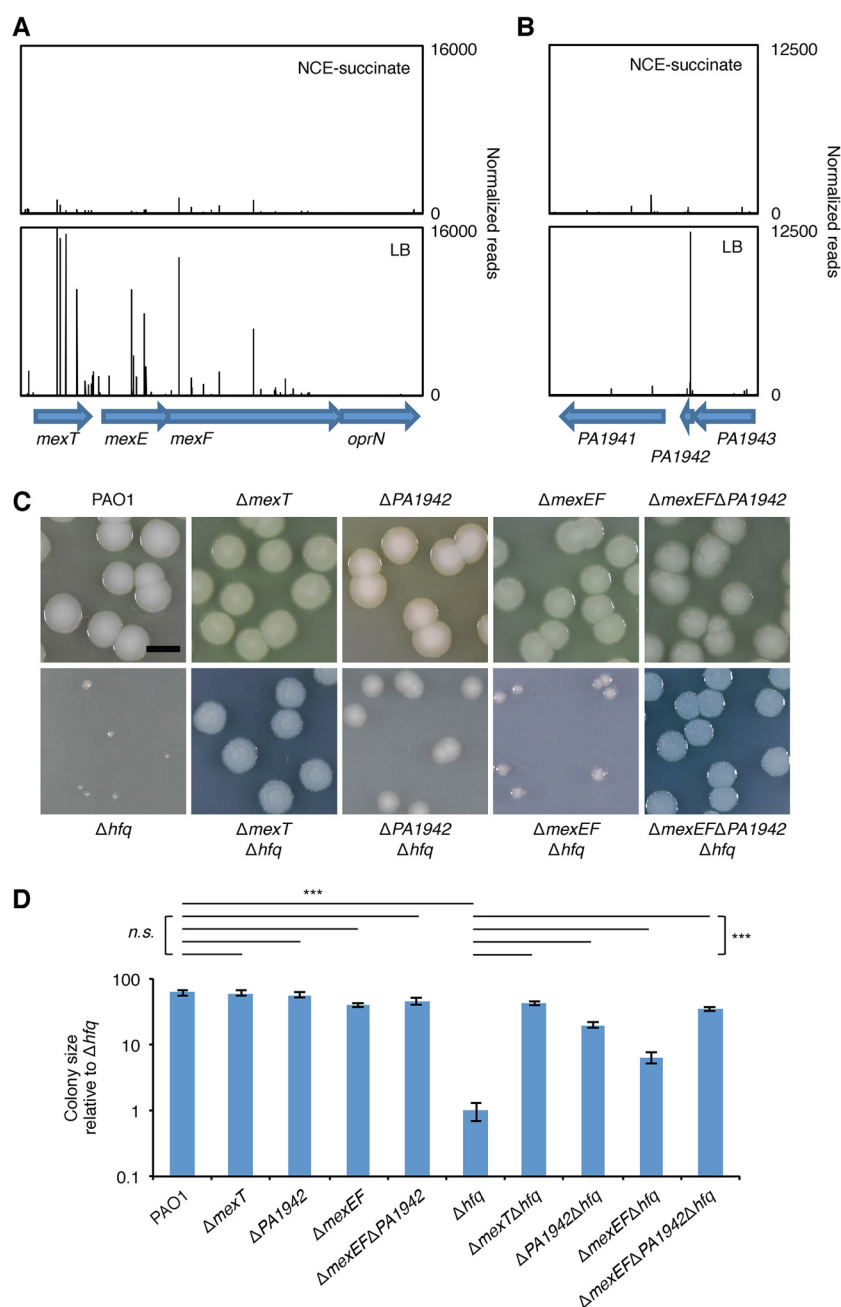 A
B
NCE-succinate
16000
0
NCE-succinate
12500
0
LB
16000
0
LB
12500
0
Normalized reads
Normalized reads
mexT mexE mexF oprN
PA1941 PA1942 PA1943
C
PAO1 ΔmexT ΔPA1942 ΔmexEF ΔmexEFΔPA1942
Δhfq ΔmexT ΔPA1942 ΔmexEF ΔmexEFΔPA1942
Δhfq Δhfq Δhfq Δhfq
D
***
n.s.
***
Colony size
relative to Δhfq
100
10
1
0.1
PAO1
ΔmexT
ΔPA1942
ΔmexEF
ΔmexEFΔPA1942
Δhfq
ΔmexTΔhfq
ΔPA1942Δhfq
ΔmexEFΔhfq
ΔmexEFΔPA1942Δhfq